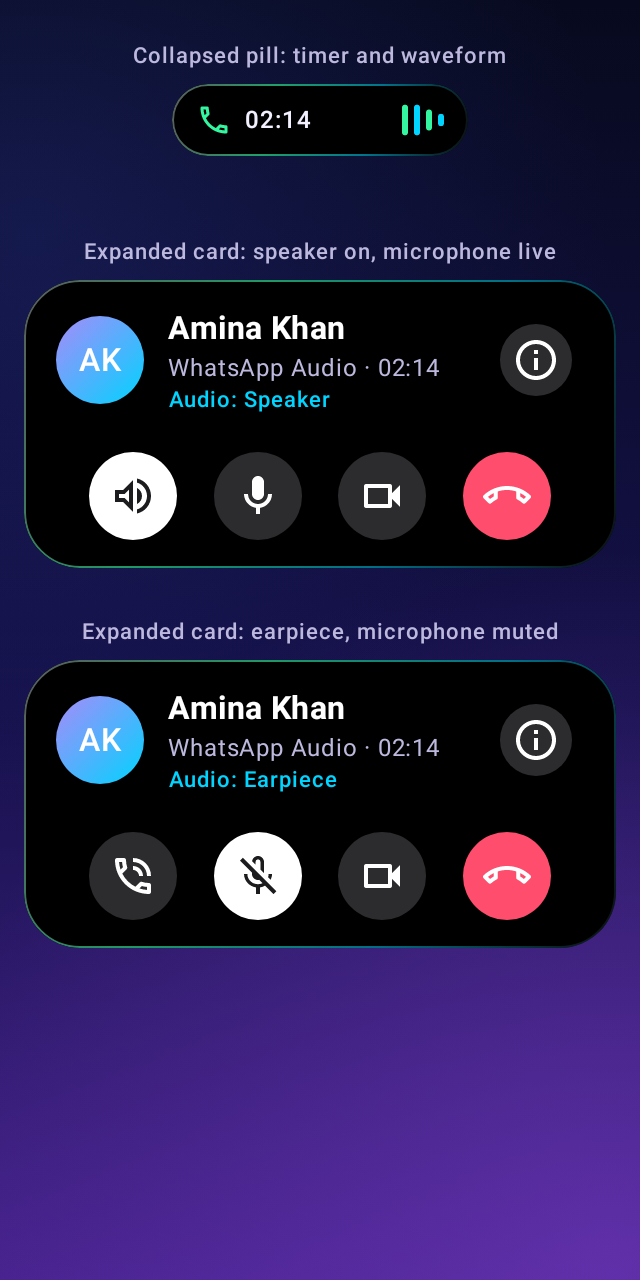 Collapsed pill: timer and waveform
02:14
Expanded card: speaker on, microphone live
AK
Amina Khan
WhatsApp Audio · 02:14
Audio: Speaker
Expanded card: earpiece, microphone muted
AK
Amina Khan
WhatsApp Audio · 02:14
Audio: Earpiece